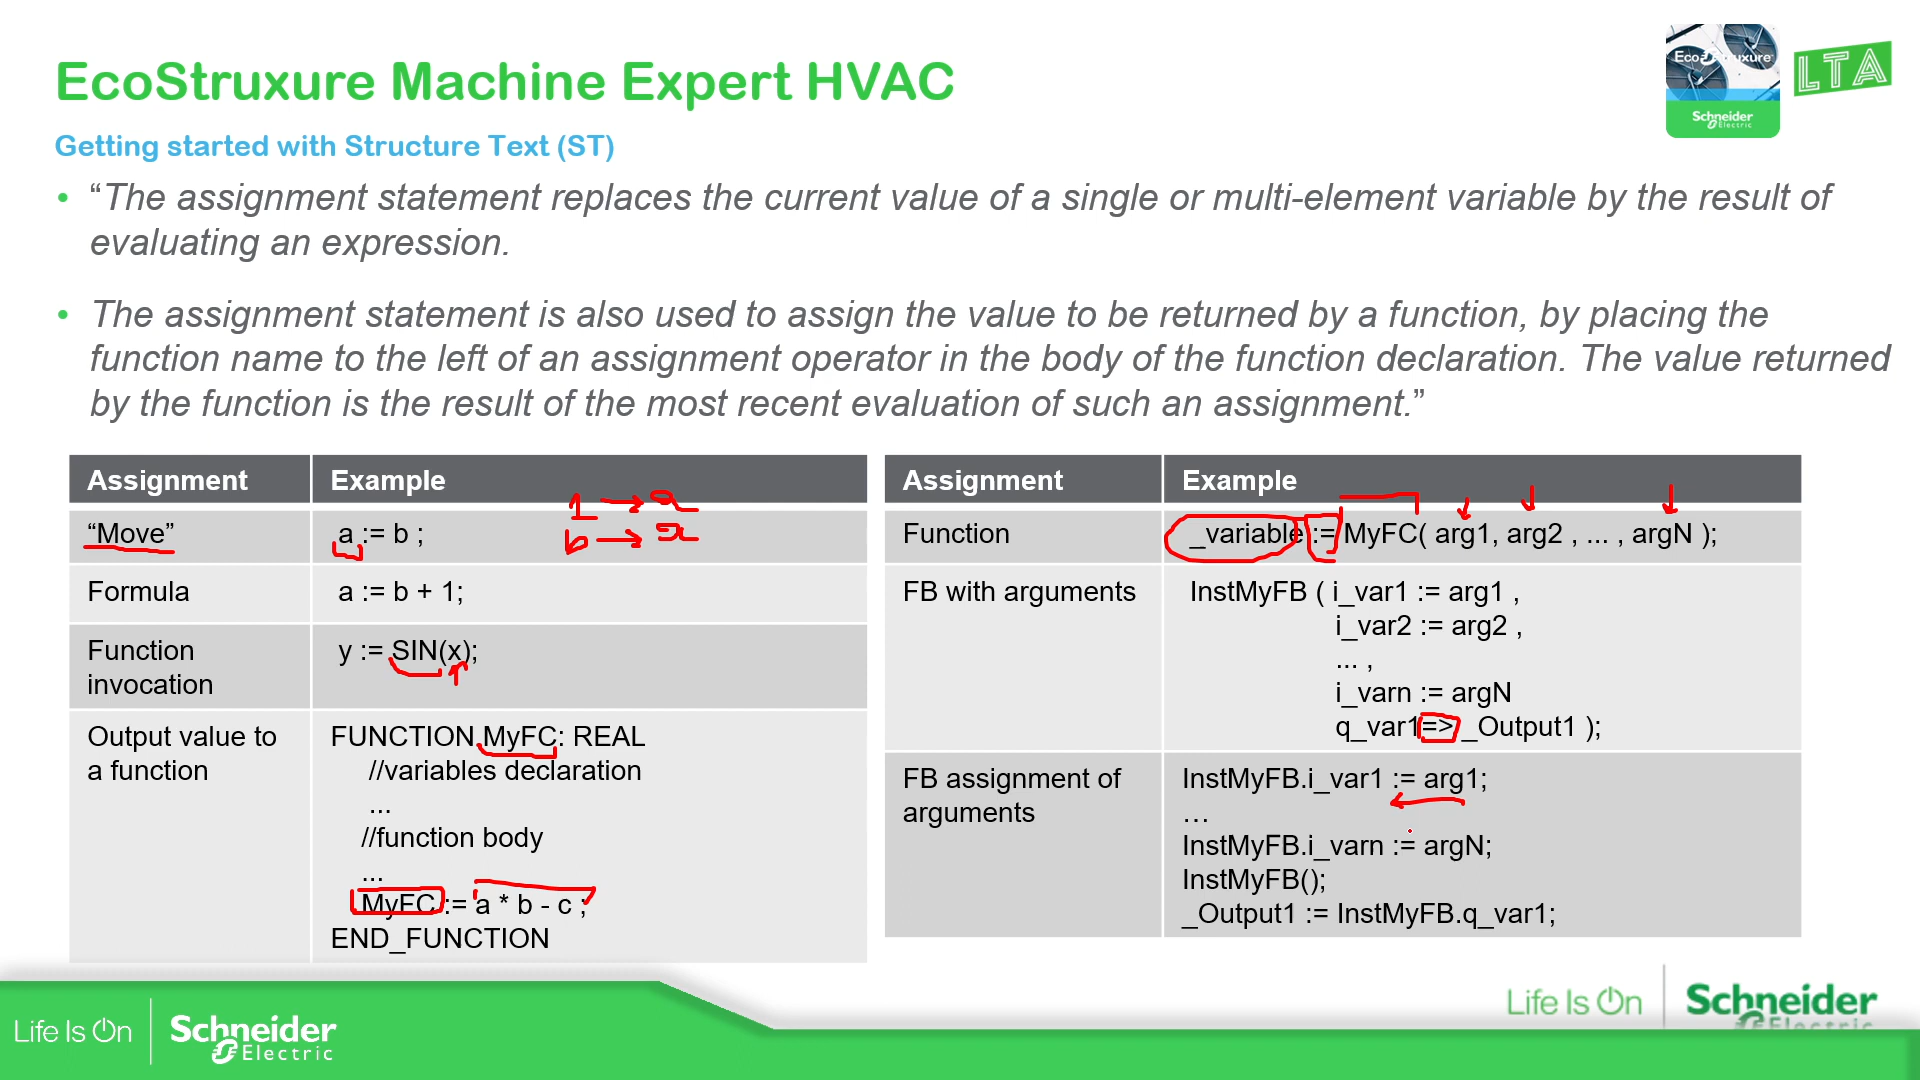 EcoStruxure Machine Expert HVAC
Getting started with Structure Text (ST)
EcoStruxure
Schneider
Electric
LTA
• “The assignment statement replaces the current value of a single or multi-element variable by the result of
evaluating an expression.
• The assignment statement is also used to assign the value to be returned by a function, by placing the
function name to the left of an assignment operator in the body of the function declaration. The value returned
by the function is the result of the most recent evaluation of such an assignment.”
Assignment Example
“Move” a := b ;
1 → a
b → a
Formula a := b + 1;
Function y := SIN(x);
invocation
Output value to FUNCTION MyFC: REAL
a function //variables declaration
...
//function body
...
MyFC := a * b - c ;
END_FUNCTION
Assignment Example
Function _variable := MyFC( arg1, arg2 , ... , argN );
FB with arguments InstMyFB ( i_var1 := arg1 ,
i_var2 := arg2 ,
... ,
i_varn := argN
q_var1=> _Output1 );
FB assignment of InstMyFB.i_var1 := arg1;
arguments …
InstMyFB.i_varn := argN;
InstMyFB();
_Output1 := InstMyFB.q_var1;
Life Is On Schneider
Electric
Life Is On Schneider
Electric